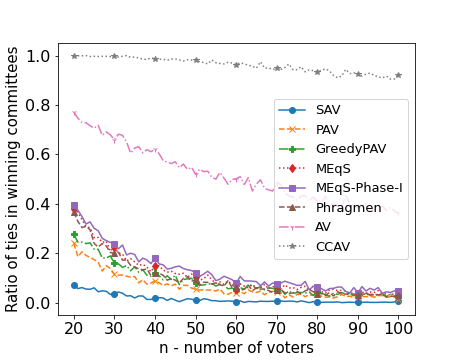 Ratio of ties in winning committees
1.0
0.8
0.6
0.4
0.2
0.0
SAV
PAV
GreedyPAV
MEqS
MEqS-Phase-I
Phragmen
AV
CCAV
20 30 40 50 60 70 80 90 100
n - number of voters